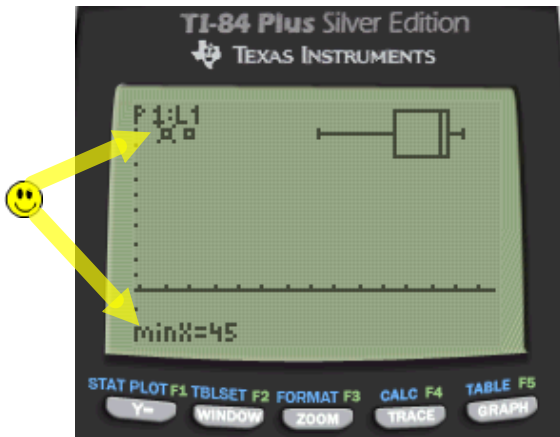 TI-84 Plus Silver Edition
TEXAS INSTRUMENTS
P1:L1
minX=45
STAT PLOT F1 TBLSET F2 FORMAT F3 CALC F4 TABLE F5
Y= WINDOW ZOOM TRACE GRAPH